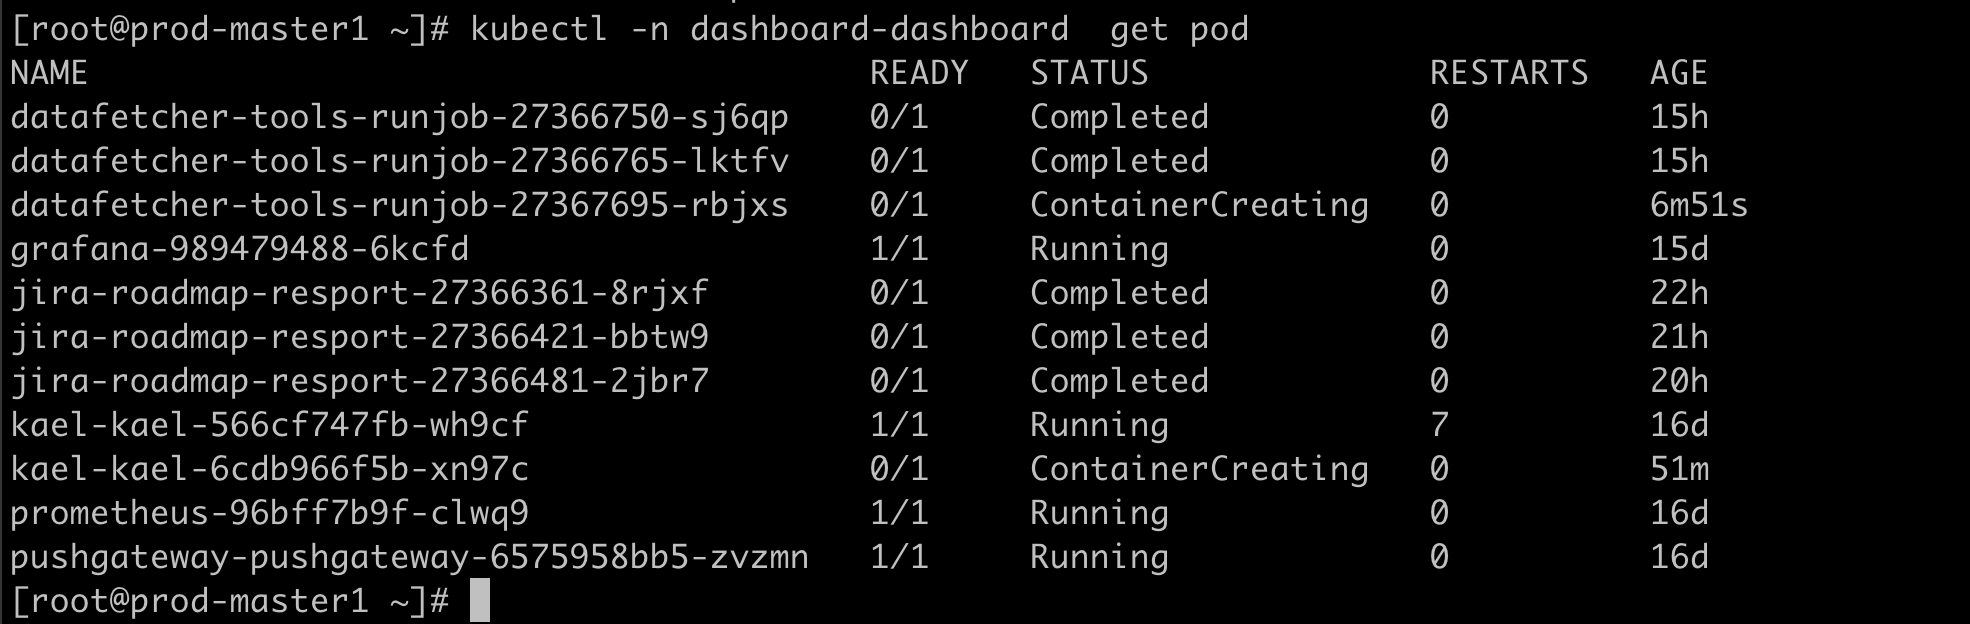 [root@prod-master1 ~]# kubectl -n dashboard-dashboard  get pod
NAME                                       READY   STATUS              RESTARTS   AGE
datafetcher-tools-runjob-27366750-sj6qp    0/1     Completed           0          15h
datafetcher-tools-runjob-27366765-lktfv    0/1     Completed           0          15h
datafetcher-tools-runjob-27367695-rbjxs    0/1     ContainerCreating   0          6m51s
grafana-989479488-6kcfd                    1/1     Running             0          15d
jira-roadmap-resport-27366361-8rjxf        0/1     Completed           0          22h
jira-roadmap-resport-27366421-bbtw9        0/1     Completed           0          21h
jira-roadmap-resport-27366481-2jbr7        0/1     Completed           0          20h
kael-kael-566cf747fb-wh9cf                 1/1     Running             7          16d
kael-kael-6cdb966f5b-xn97c                 0/1     ContainerCreating   0          51m
prometheus-96bff7b9f-clwq9                 1/1     Running             0          16d
pushgateway-pushgateway-6575958bb5-zvzmn   1/1     Running             0          16d
[root@prod-master1 ~]#